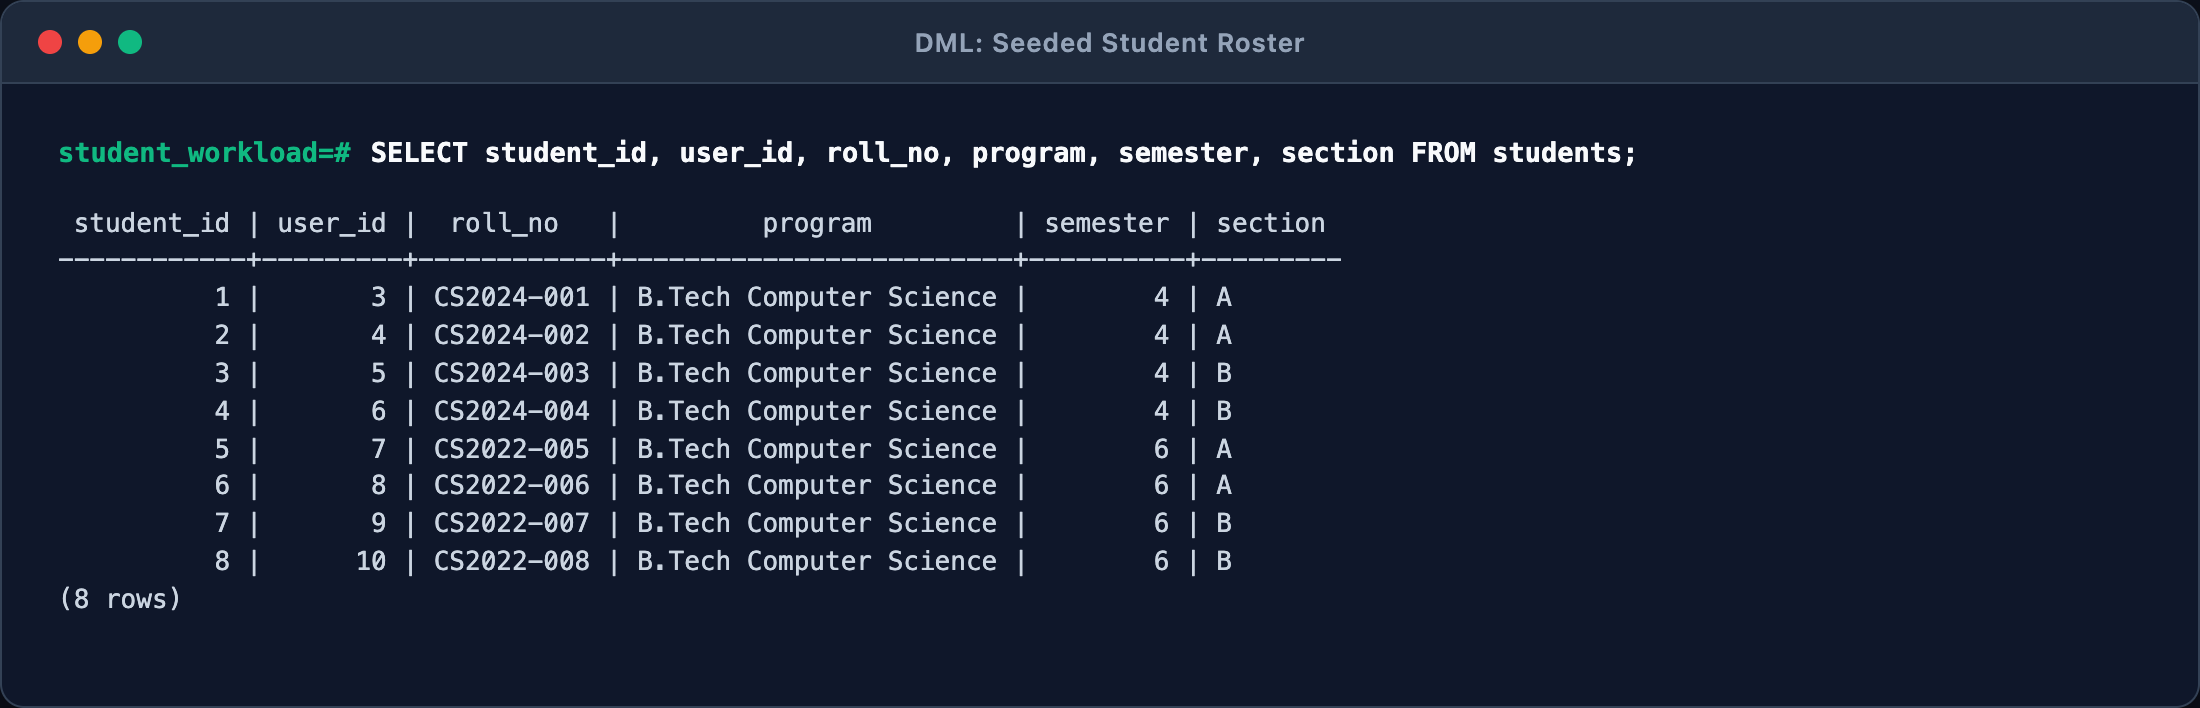 DML: Seeded Student Roster
student_workload=# SELECT student_id, user_id, roll_no, program, semester, section FROM students;
 student_id | user_id |  roll_no   |         program         | semester | section
------------+---------+------------+-------------------------+----------+---------
          1 |       3 | CS2024-001 | B.Tech Computer Science |        4 | A
          2 |       4 | CS2024-002 | B.Tech Computer Science |        4 | A
          3 |       5 | CS2024-003 | B.Tech Computer Science |        4 | B
          4 |       6 | CS2024-004 | B.Tech Computer Science |        4 | B
          5 |       7 | CS2022-005 | B.Tech Computer Science |        6 | A
          6 |       8 | CS2022-006 | B.Tech Computer Science |        6 | A
          7 |       9 | CS2022-007 | B.Tech Computer Science |        6 | B
          8 |      10 | CS2022-008 | B.Tech Computer Science |        6 | B
(8 rows)